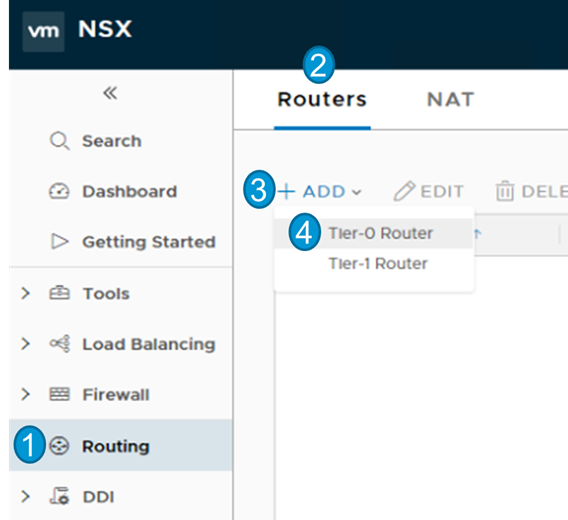 vm NSX
2
«
Routers NAT
Search
3 + ADD EDIT DELE
Dashboard
4 Tier-0 Router ↑
Getting Started
Tier-1 Router
> Tools
> Load Balancing
> Firewall
1 Routing
> DDI